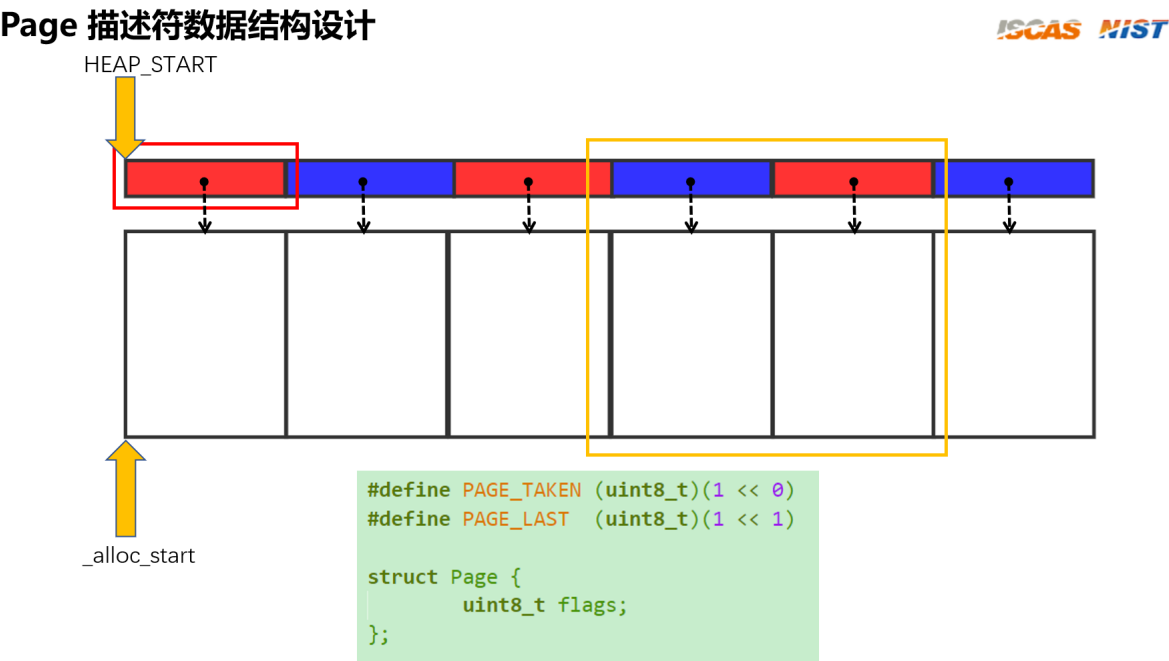 Page 描述符数据结构设计
ISCAS NIST
HEAP_START
_alloc_start
#define PAGE_TAKEN (uint8_t)(1 << 0)
#define PAGE_LAST  (uint8_t)(1 << 1)
struct Page {
uint8_t flags;
};